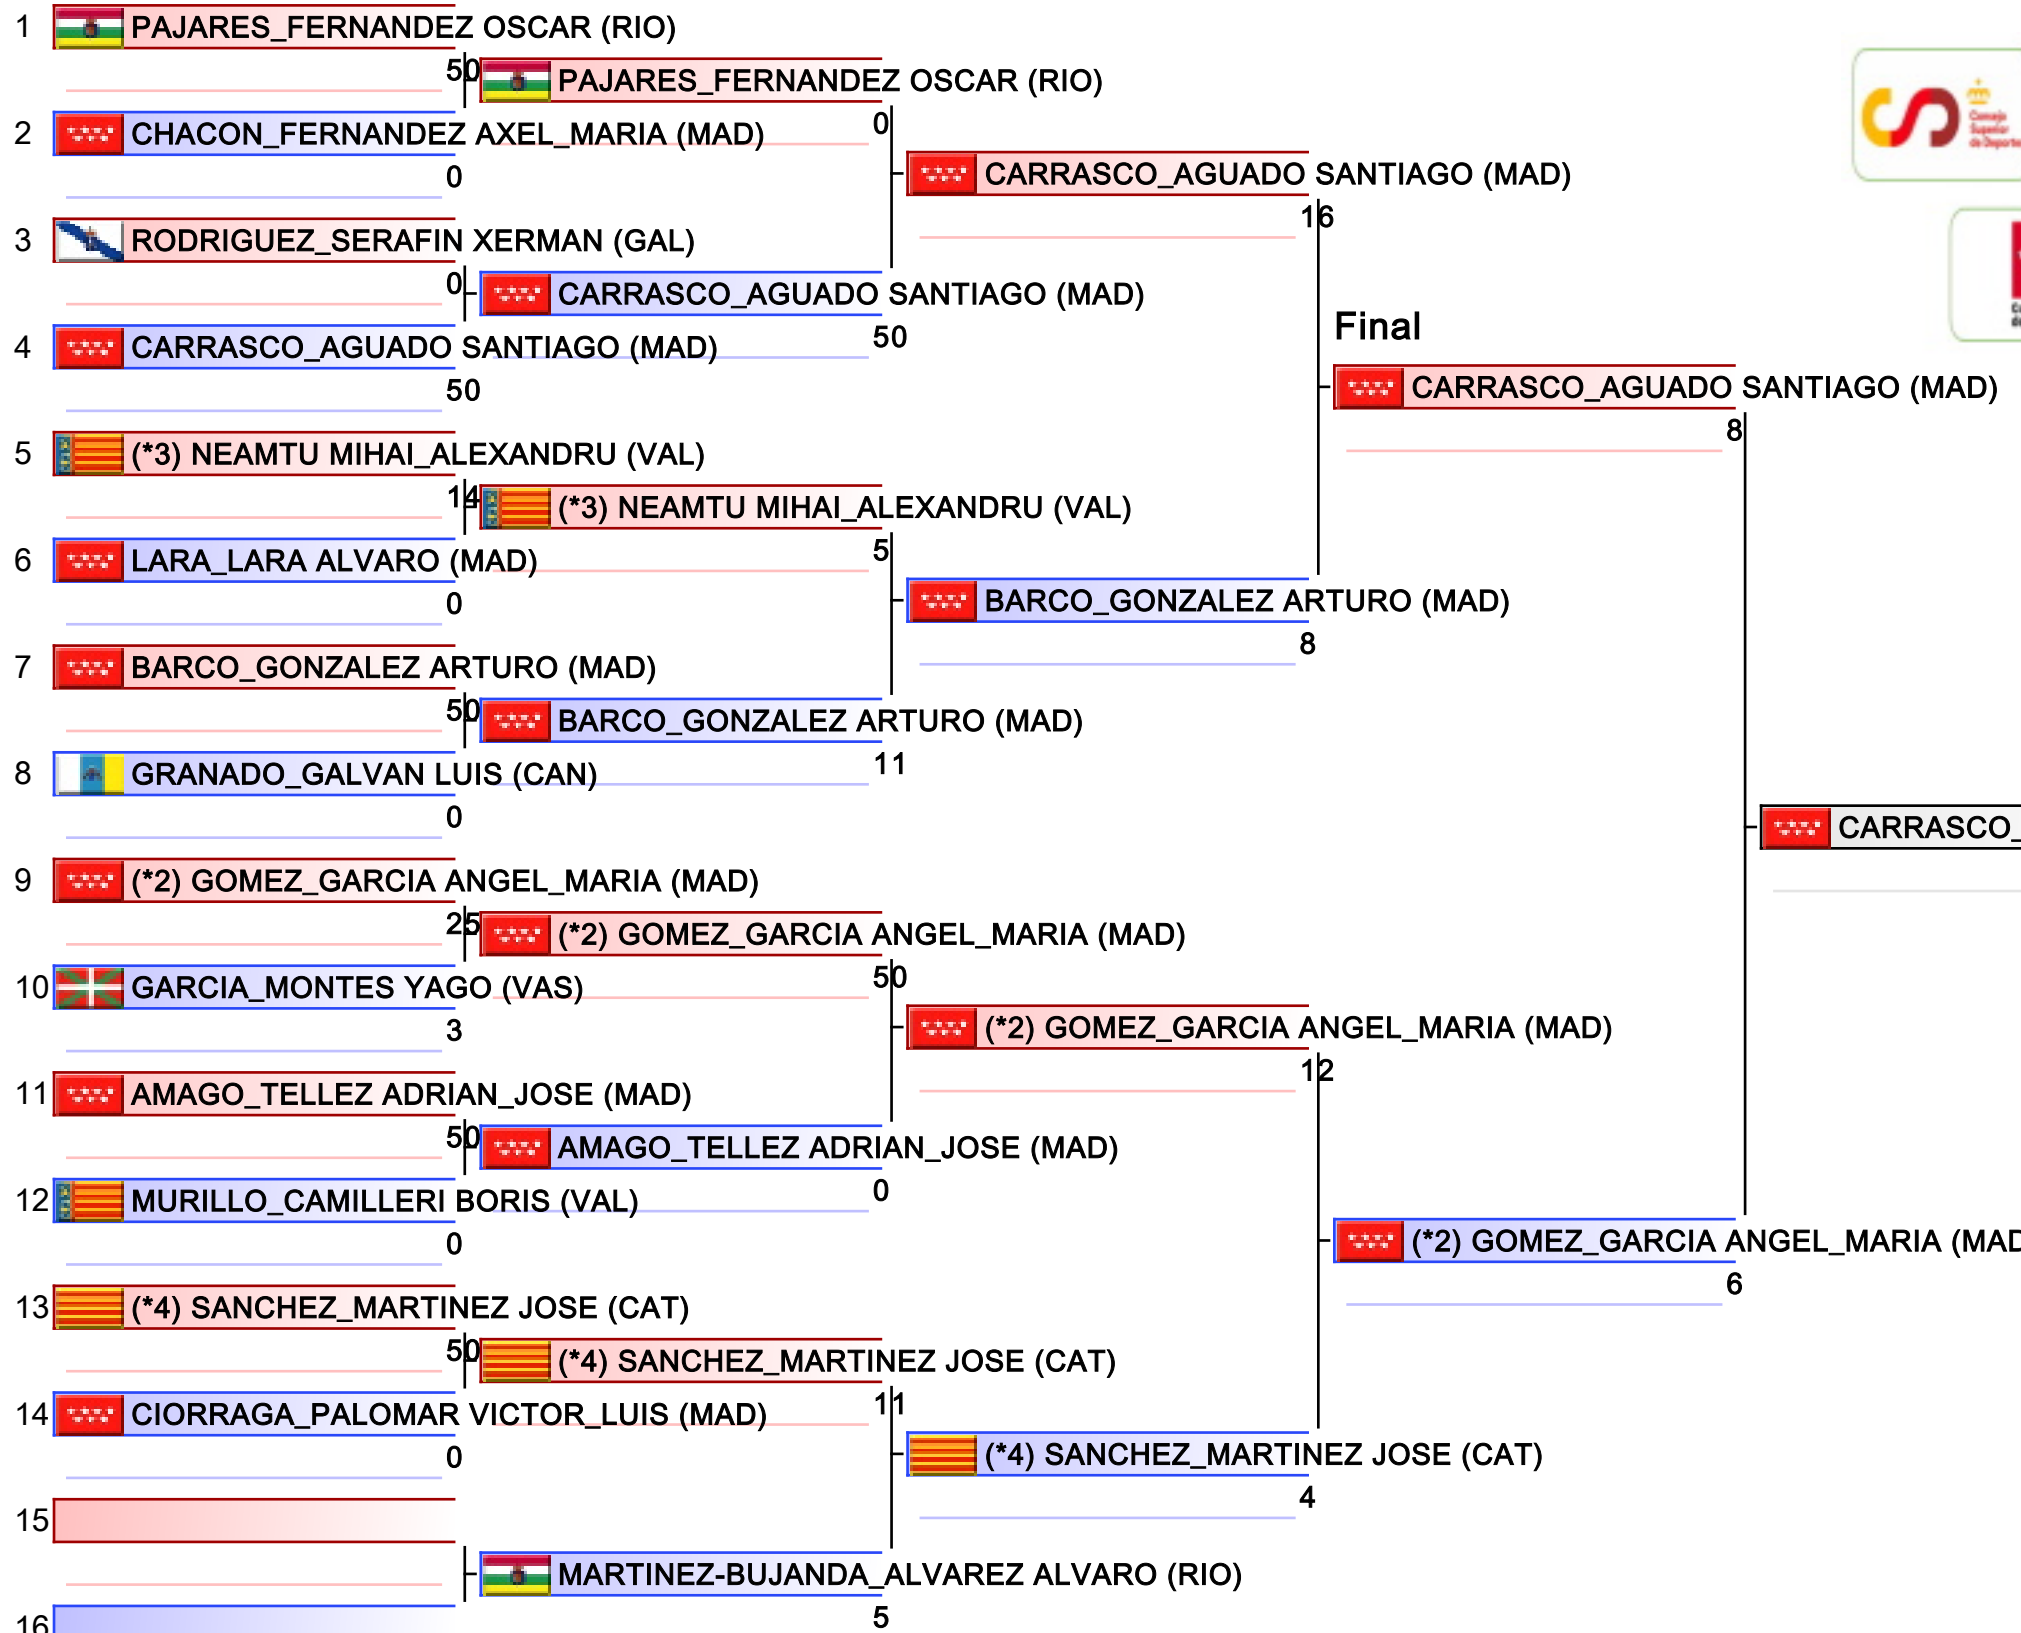 1 PAJARES_FERNANDEZ OSCAR (RIO)
50
PAJARES_FERNANDEZ OSCAR (RIO)
0
2 CHACON_FERNANDEZ AXEL_MARIA (MAD)
0
CARRASCO_AGUADO SANTIAGO (MAD)
16
3 RODRIGUEZ_SERAFIN XERMAN (GAL)
0
CARRASCO_AGUADO SANTIAGO (MAD)
50
4 CARRASCO_AGUADO SANTIAGO (MAD)
50
Final
CARRASCO_AGUADO SANTIAGO (MAD)
8
5 (*3) NEAMTU MIHAI_ALEXANDRU (VAL)
14
(*3) NEAMTU MIHAI_ALEXANDRU (VAL)
5
6 LARA_LARA ALVARO (MAD)
0
BARCO_GONZALEZ ARTURO (MAD)
8
7 BARCO_GONZALEZ ARTURO (MAD)
50
BARCO_GONZALEZ ARTURO (MAD)
11
8 GRANADO_GALVAN LUIS (CAN)
0
CARRASCO_
9 (*2) GOMEZ_GARCIA ANGEL_MARIA (MAD)
25
(*2) GOMEZ_GARCIA ANGEL_MARIA (MAD)
50
10 GARCIA_MONTES YAGO (VAS)
3
(*2) GOMEZ_GARCIA ANGEL_MARIA (MAD)
12
11 AMAGO_TELLEZ ADRIAN_JOSE (MAD)
50
AMAGO_TELLEZ ADRIAN_JOSE (MAD)
0
12 MURILLO_CAMILLERI BORIS (VAL)
0
(*2) GOMEZ_GARCIA ANGEL_MARIA (MAD
6
13 (*4) SANCHEZ_MARTINEZ JOSE (CAT)
50
(*4) SANCHEZ_MARTINEZ JOSE (CAT)
11
14 CIORRAGA_PALOMAR VICTOR_LUIS (MAD)
0
(*4) SANCHEZ_MARTINEZ JOSE (CAT)
4
15
MARTINEZ-BUJANDA_ALVAREZ ALVARO (RIO)
5
16
Consejo
Superior
de Deporte